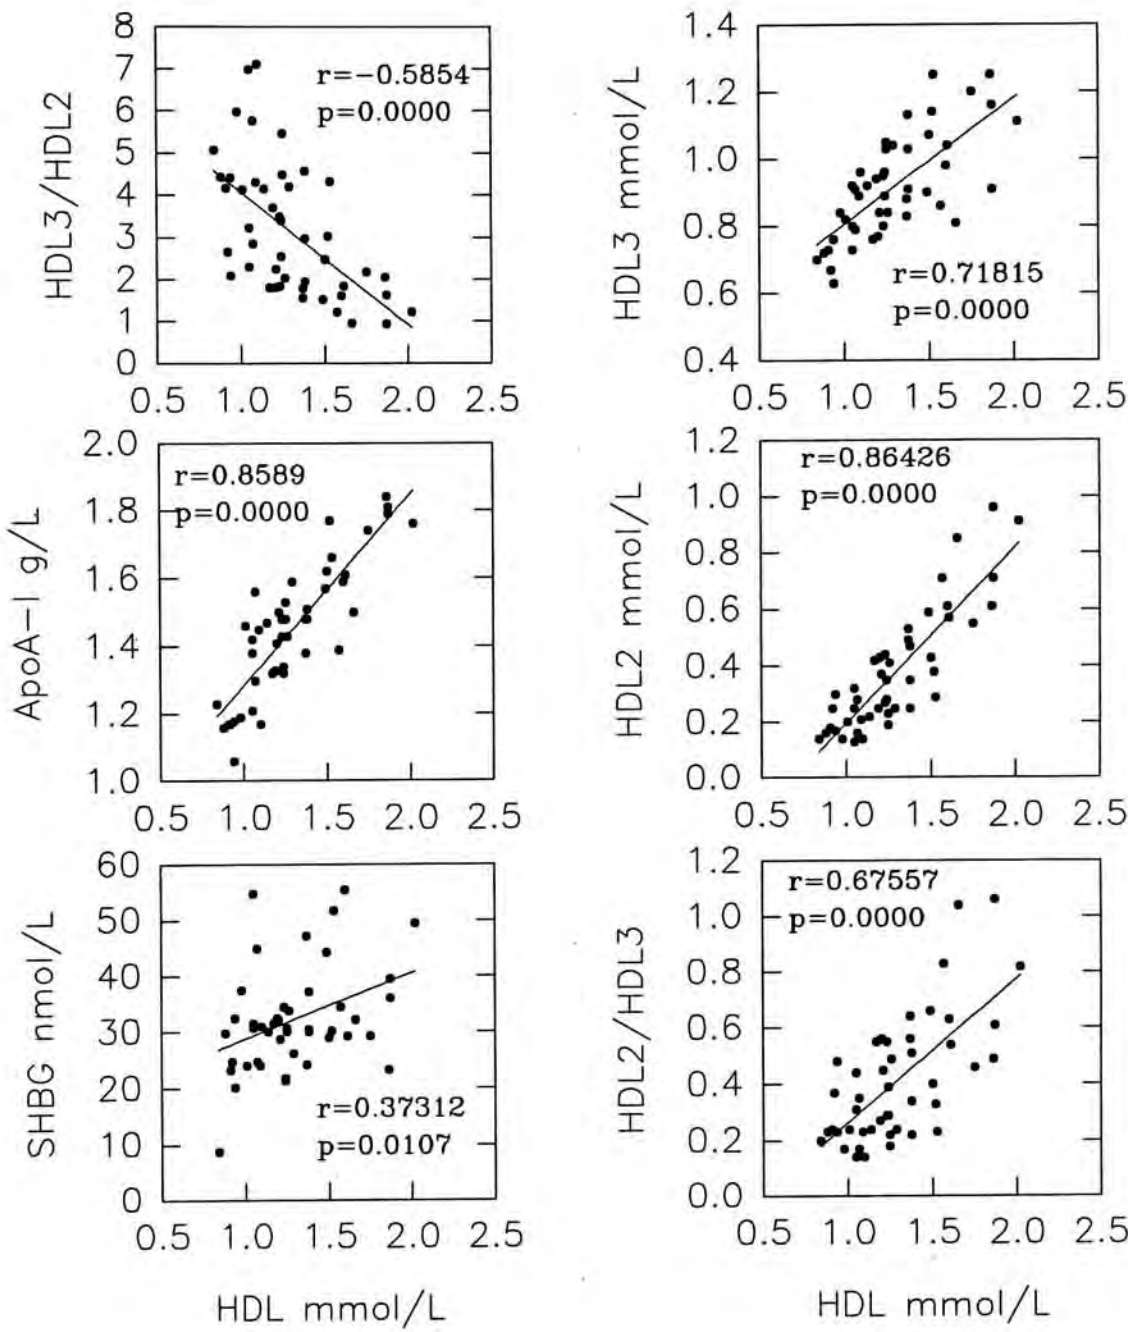 8
7
6
5
4
3
2
1
0
HDL3/HDL2
r=−0.5854
p=0.0000
0.5 1.0 1.5 2.0 2.5
1.4
1.2
1.0
0.8
0.6
0.4
HDL3 mmol/L
r=0.71815
p=0.0000
0.5 1.0 1.5 2.0 2.5
2.0
1.8
1.6
1.4
1.2
1.0
ApoA−I g/L
r=0.8589
p=0.0000
0.5 1.0 1.5 2.0 2.5
1.2
1.0
0.8
0.6
0.4
0.2
0.0
HDL2 mmol/L
r=0.86426
p=0.0000
0.5 1.0 1.5 2.0 2.5
60
50
40
30
20
10
0
SHBG nmol/L
r=0.37312
p=0.0107
0.5 1.0 1.5 2.0 2.5
HDL mmol/L
1.2
1.0
0.8
0.6
0.4
0.2
0.0
HDL2/HDL3
r=0.67557
p=0.0000
0.5 1.0 1.5 2.0 2.5
HDL mmol/L